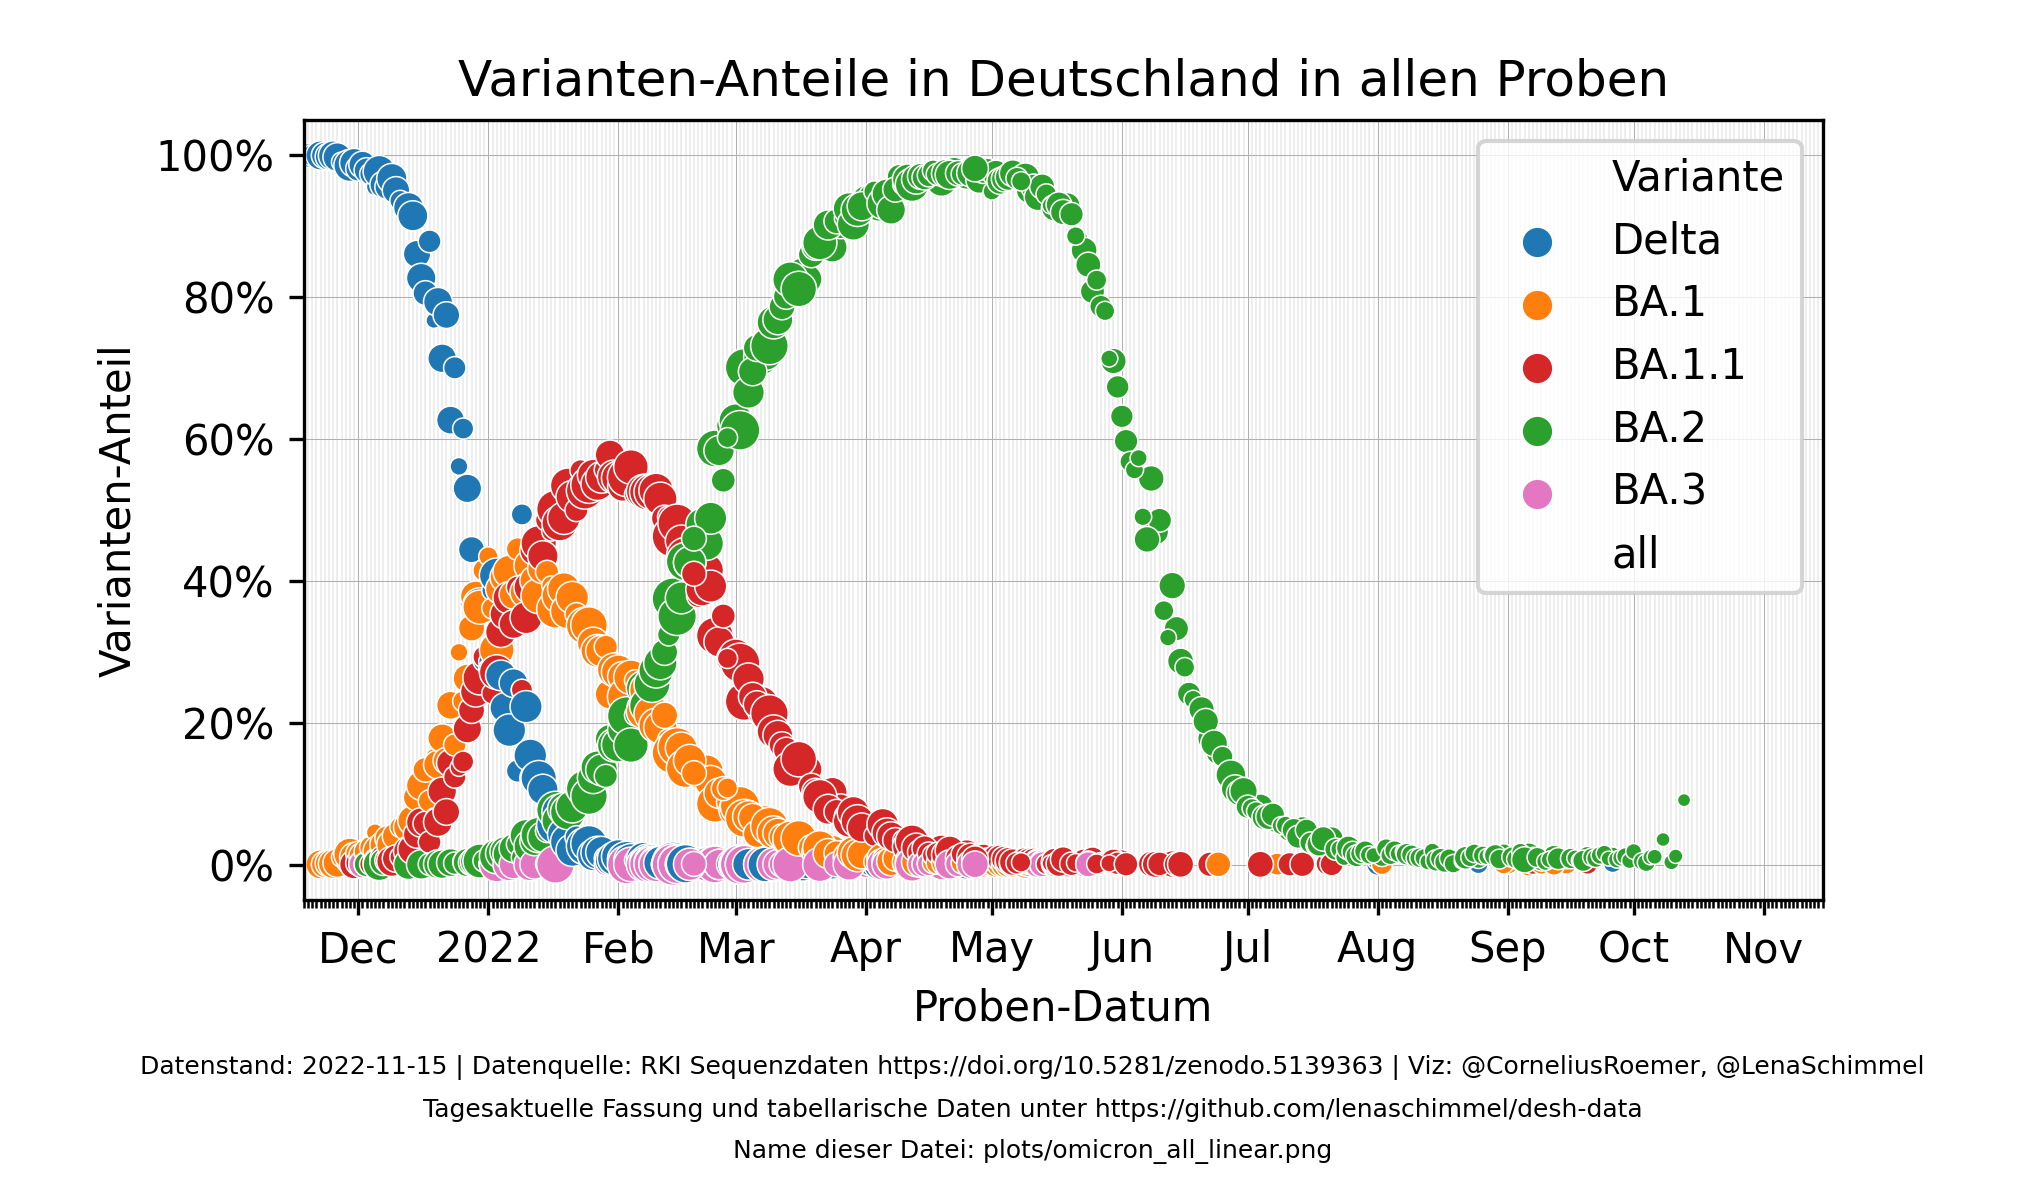 Varianten-Anteile in Deutschland in allen Proben
Varianten-Anteil
100%
80%
60%
40%
20%
0%
Variante
Delta
BA.1
BA.1.1
BA.2
BA.3
all
Dec 2022 Feb Mar Apr May Jun Jul Aug Sep Oct Nov
Proben-Datum
Datenstand: 2022-11-15 | Datenquelle: RKI Sequenzdaten https://doi.org/10.5281/zenodo.5139363 | Viz: @CorneliusRoemer, @LenaSchimmel
Tagesaktuelle Fassung und tabellarische Daten unter https://github.com/lenaschimmel/desh-data
Name dieser Datei: plots/omicron_all_linear.png